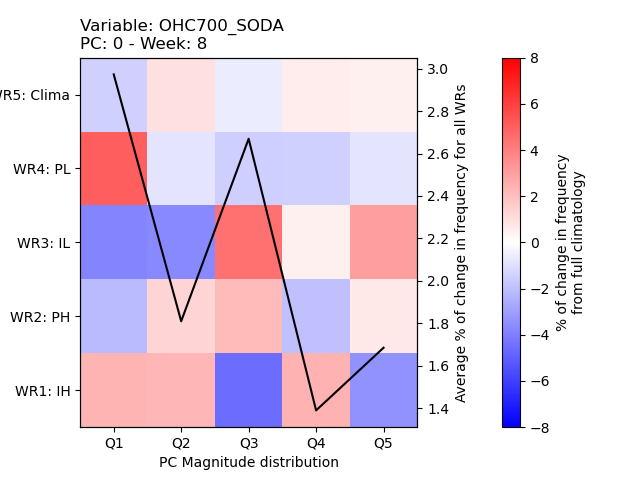 Variable: OHC700_SODA
PC: 0 - Week: 8
WR5: Clima
WR4: PL
WR3: IL
WR2: PH
WR1: IH
Q1 Q2 Q3 Q4 Q5
PC Magnitude distribution
3.0
2.8
2.6
2.4
2.2
2.0
1.8
1.6
1.4
Average % of change in frequency for all WRs
8
6
4
2
0
−2
−4
−6
−8
% of change in frequency
from full climatology